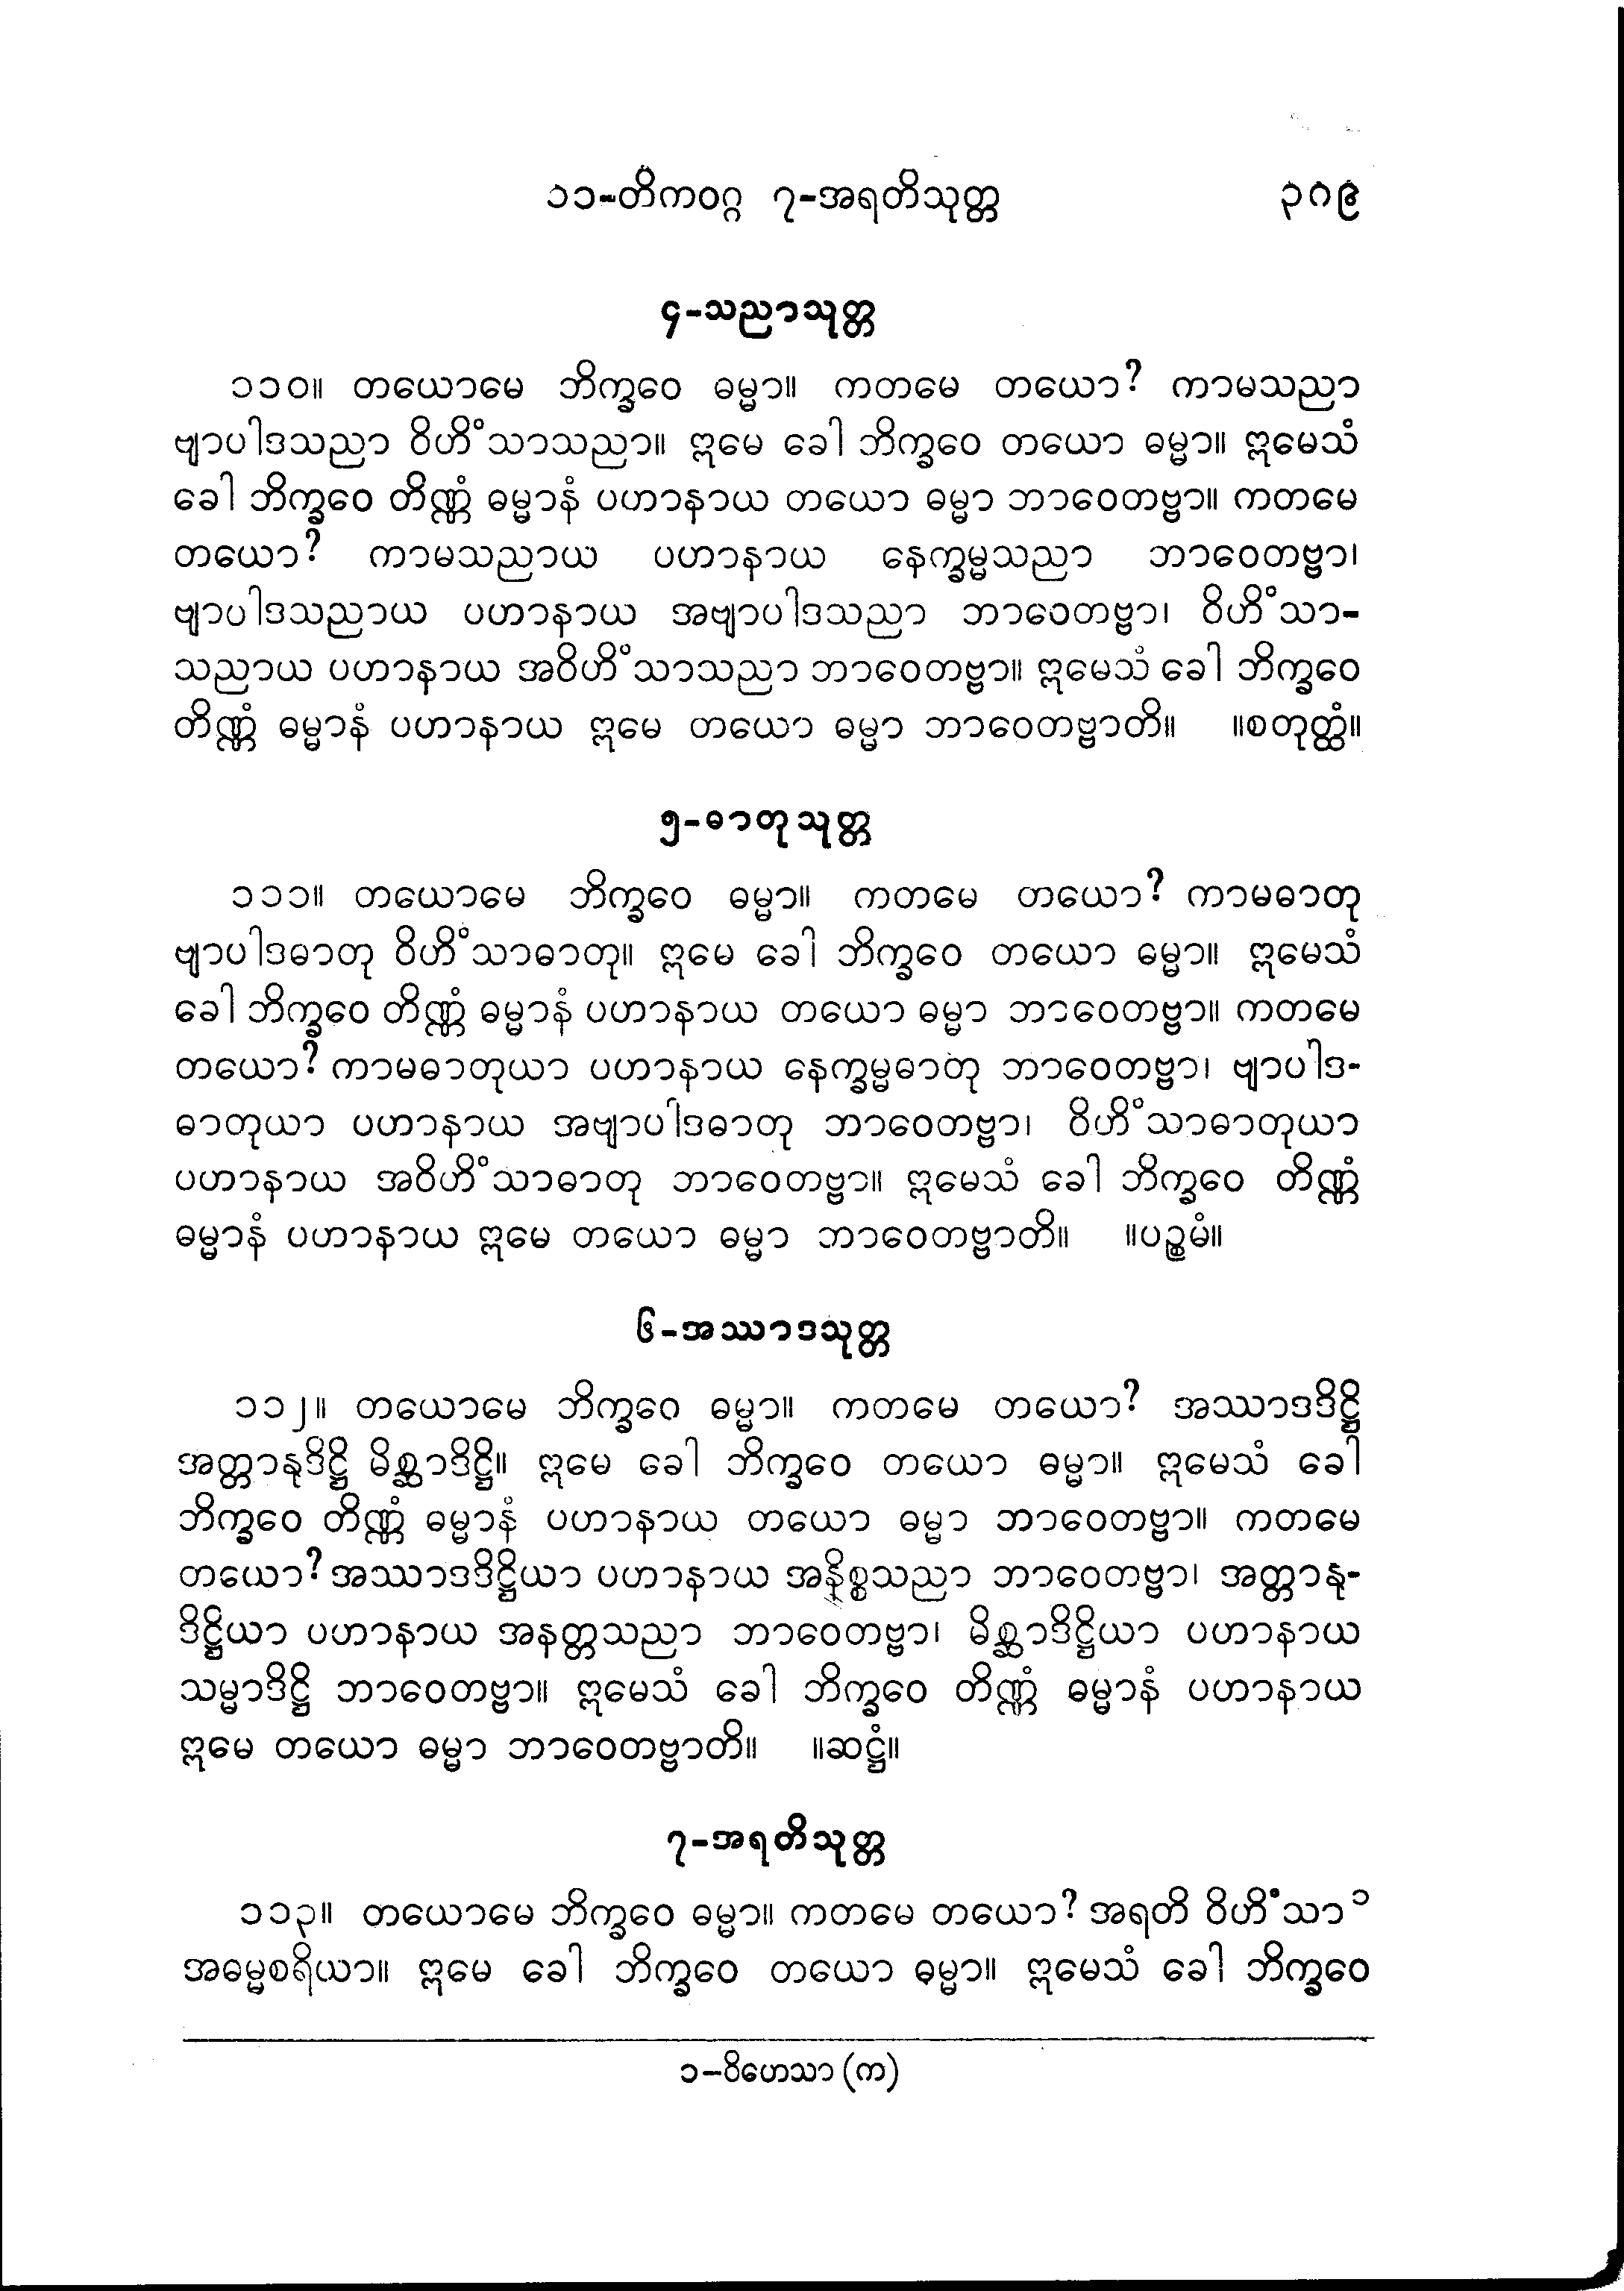 ၁၁-တိကဝဂ္ဂ ၇-အရတိသုတ္တ ၃၈၉
၄-သညာသုတ္တ
၁၁၀။ တယောမေ ဘိက္ခဝေ ဓမ္မာ။ ကတမေ တယော? ကာမသညာ
ဗျာပါဒသညာ ဝိဟိံသာသညာ။ ဣမေ ခေါ ဘိက္ခဝေ တယော ဓမ္မာ။ ဣမေသံ
ခေါ ဘိက္ခဝေ တိဏ္ဏံ ဓမ္မာနံ ပဟာနာယ တယော ဓမ္မာ ဘာဝေတဗ္ဗာ။ ကတမေ
တယော? ကာမသညာယ ပဟာနာယ နေက္ခမ္မသညာ ဘာဝေတဗ္ဗာ၊
ဗျာပါဒသညာယ ပဟာနာယ အဗျာပါဒသညာ ဘာဝေတဗ္ဗာ၊ ဝိဟိံသာ-
သညာယ ပဟာနာယ အဝိဟိံသာသညာ ဘာဝေတဗ္ဗာ။ ဣမေသံ ခေါ ဘိက္ခဝေ
တိဏ္ဏံ ဓမ္မာနံ ပဟာနာယ ဣမေ တယော ဓမ္မာ ဘာဝေတဗ္ဗာတိ။ ။စတုတ္ထံ။
၅-ဓာတုသုတ္တ
၁၁၁။ တယောမေ ဘိက္ခဝေ ဓမ္မာ။ ကတမေ တယော? ကာမဓာတု
ဗျာပါဒဓာတု ဝိဟိံသာဓာတု။ ဣမေ ခေါ ဘိက္ခဝေ တယော ဓမ္မာ။ ဣမေသံ
ခေါ ဘိက္ခဝေ တိဏ္ဏံ ဓမ္မာနံ ပဟာနာယ တယော ဓမ္မာ ဘာဝေတဗ္ဗာ။ ကတမေ
တယော? ကာမဓာတုယာ ပဟာနာယ နေက္ခမ္မဓာတု ဘာဝေတဗ္ဗာ၊ ဗျာပါဒ-
ဓာတုယာ ပဟာနာယ အဗျာပါဒဓာတု ဘာဝေတဗ္ဗာ၊ ဝိဟိံသာဓာတုယာ
ပဟာနာယ အဝိဟိံသာဓာတု ဘာဝေတဗ္ဗာ။ ဣမေသံ ခေါ ဘိက္ခဝေ တိဏ္ဏံ
ဓမ္မာနံ ပဟာနာယ ဣမေ တယော ဓမ္မာ ဘာဝေတဗ္ဗာတိ။ ။ပဉ္စမံ။
၆-အဿာဒသုတ္တ
၁၁၂။ တယောမေ ဘိက္ခဝေ ဓမ္မာ။ ကတမေ တယော? အဿာဒဒိဋ္ဌိ
အတ္တာနုဒိဋ္ဌိ မိစ္ဆာဒိဋ္ဌိ။ ဣမေ ခေါ ဘိက္ခဝေ တယော ဓမ္မာ။ ဣမေသံ ခေါ
ဘိက္ခဝေ တိဏ္ဏံ ဓမ္မာနံ ပဟာနာယ တယော ဓမ္မာ ဘာဝေတဗ္ဗာ။ ကတမေ
တယော? အဿာဒဒိဋ္ဌိယာ ပဟာနာယ အနိစ္စသညာ ဘာဝေတဗ္ဗာ၊ အတ္တာနု-
ဒိဋ္ဌိယာ ပဟာနာယ အနတ္တသညာ ဘာဝေတဗ္ဗာ၊ မိစ္ဆာဒိဋ္ဌိယာ ပဟာနာယ
သမ္မာဒိဋ္ဌိ ဘာဝေတဗ္ဗာ။ ဣမေသံ ခေါ ဘိက္ခဝေ တိဏ္ဏံ ဓမ္မာနံ ပဟာနာယ
ဣမေ တယော ဓမ္မာ ဘာဝေတဗ္ဗာတိ။ ။ဆဋ္ဌံ။
၇-အရတိသုတ္တ
၁၁၃။ တယောမေ ဘိက္ခဝေ ဓမ္မာ။ ကတမေ တယော? အရတိ ဝိဟိံသာ ၁
အဓမ္မစရိယာ။ ဣမေ ခေါ ဘိက္ခဝေ တယော ဓမ္မာ။ ဣမေသံ ခေါ ဘိက္ခဝေ
၁-ဝိဟေသာ (က)